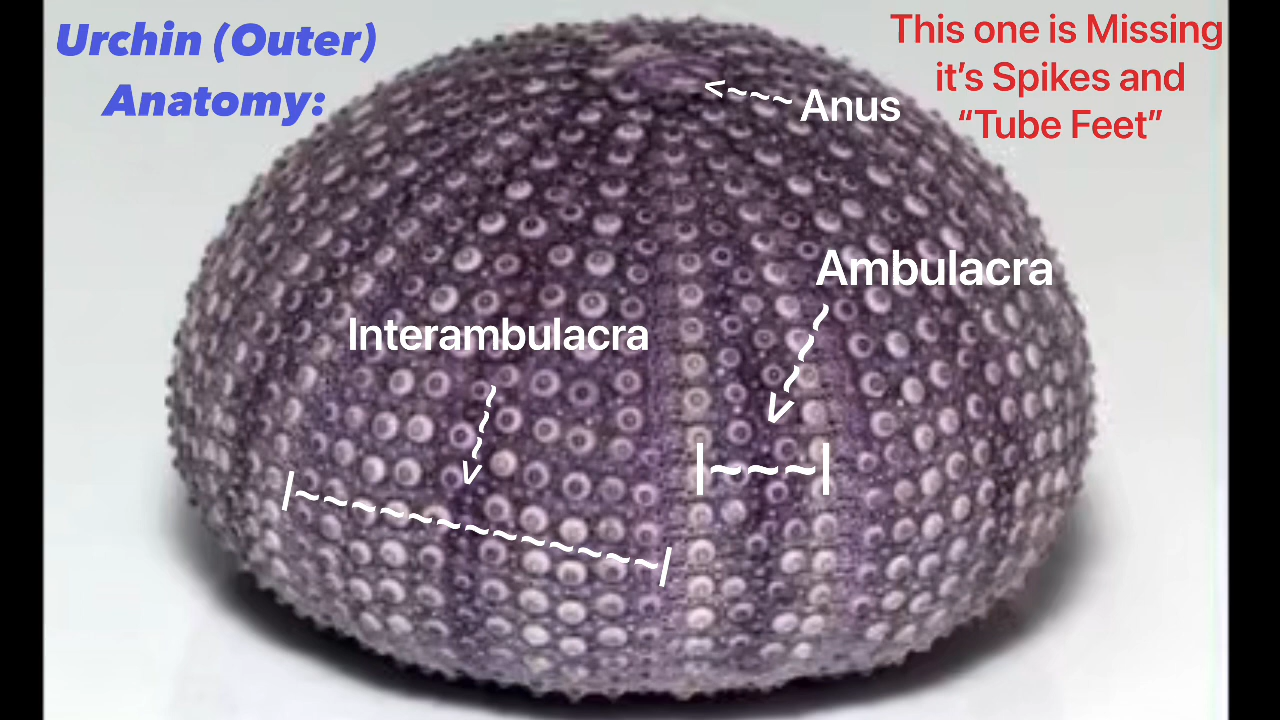 Urchin (Outer)
Anatomy:
This one is Missing
it’s Spikes and
“Tube Feet”
Anus
Ambulacra
Interambulacra